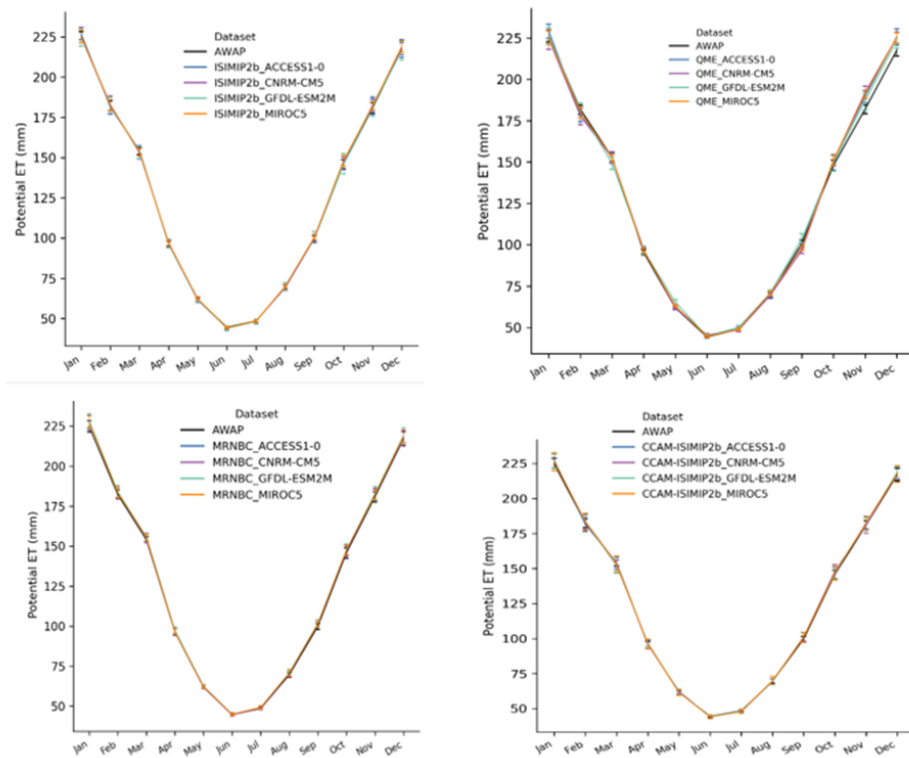 Dataset
AWAP
ISIMIP2b_ACCESS1-0
ISIMIP2b_CNRM-CM5
ISIMIP2b_GFDL-ESM2M
ISIMIP2b_MIROC5
Potential ET (mm)
225
200
175
150
125
100
75
50
Jan Feb Mar Apr May Jun Jul Aug Sep Oct Nov Dec
Dataset
AWAP
QME_ACCESS1-0
QME_CNRM-CM5
QME_GFDL-ESM2M
QME_MIROC5
Potential ET (mm)
225
200
175
150
125
100
75
50
Jan Feb Mar Apr May Jun Jul Aug Sep Oct Nov Dec
Dataset
AWAP
MRNBC_ACCESS1-0
MRNBC_CNRM-CM5
MRNBC_GFDL-ESM2M
MRNBC_MIROC5
Potential ET (mm)
225
200
175
150
125
100
75
50
Jan Feb Mar Apr May Jun Jul Aug Sep Oct Nov Dec
Dataset
AWAP
CCAM-ISIMIP2b_ACCESS1-0
CCAM-ISIMIP2b_CNRM-CM5
CCAM-ISIMIP2b_GFDL-ESM2M
CCAM-ISIMIP2b_MIROC5
Potential ET (mm)
225
200
175
150
125
100
75
50
Jan Feb Mar Apr May Jun Jul Aug Sep Oct Nov Dec